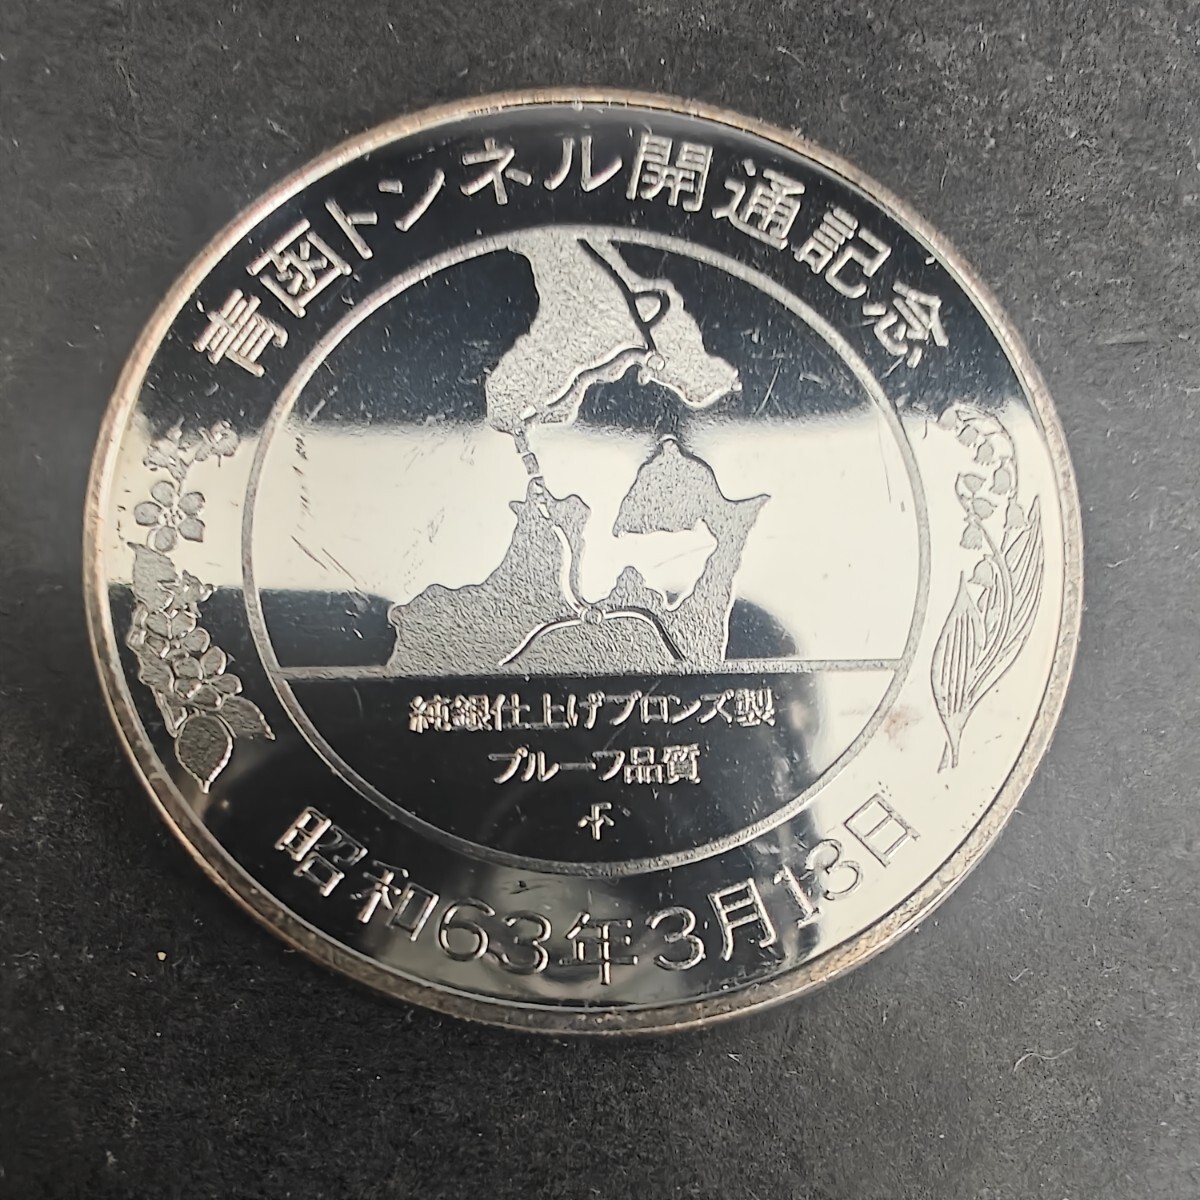 青函トンネル開通記念
純銀仕上げブロンズ製
プルーフ品質
昭和63年3月13日